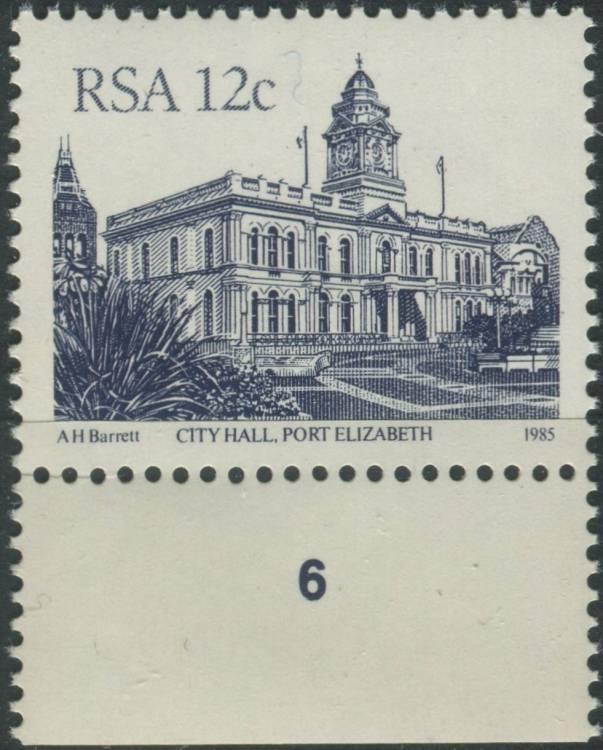 RSA 12c
A H Barrett CITY HALL, PORT ELIZABETH 1985
6